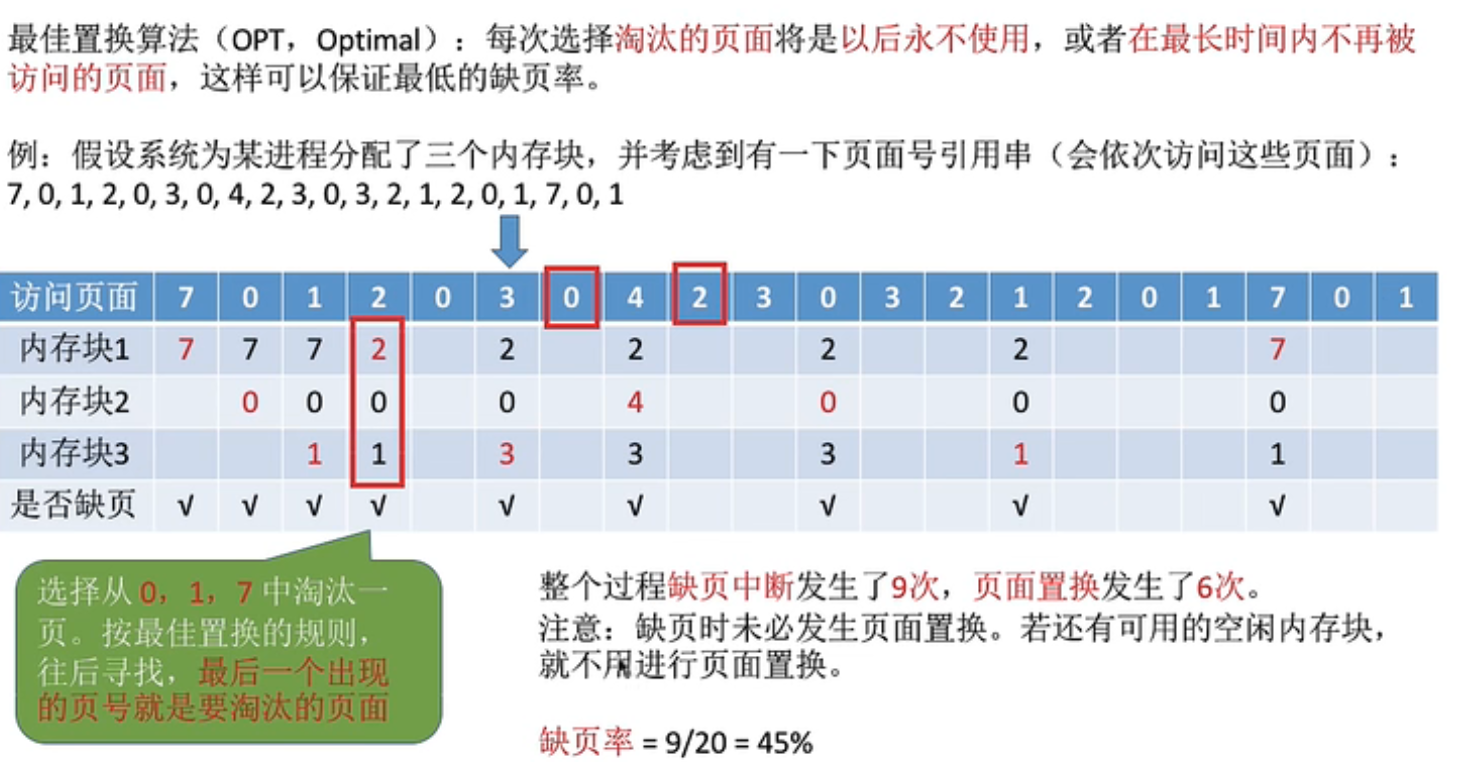 最佳置换算法（OPT，Optimal）：每次选择淘汰的页面将是以后永不使用，或者在最长时间内不再被
访问的页面，这样可以保证最低的缺页率。
例：假设系统为某进程分配了三个内存块，并考虑到有一下页面号引用串（会依次访问这些页面）：
7, 0, 1, 2, 0, 3, 0, 4, 2, 3, 0, 3, 2, 1, 2, 0, 1, 7, 0, 1
访问页面 7 0 1 2 0 3 0 4 2 3 0 3 2 1 2 0 1 7 0 1
内存块1 7 7 7 2 2 2 2 2 7
内存块2 0 0 0 0 4 0 0 0
内存块3 1 1 3 3 3 1 1
是否缺页 √ √ √ √ √ √ √ √ √
选择从 0，1，7 中淘汰一
页。按最佳置换的规则，
往后寻找，最后一个出现
的页号就是要淘汰的页面
整个过程缺页中断发生了9次，页面置换发生了6次。
注意：缺页时未必发生页面置换。若还有可用的空闲内存块，
就不用进行页面置换。
缺页率 = 9/20 = 45%